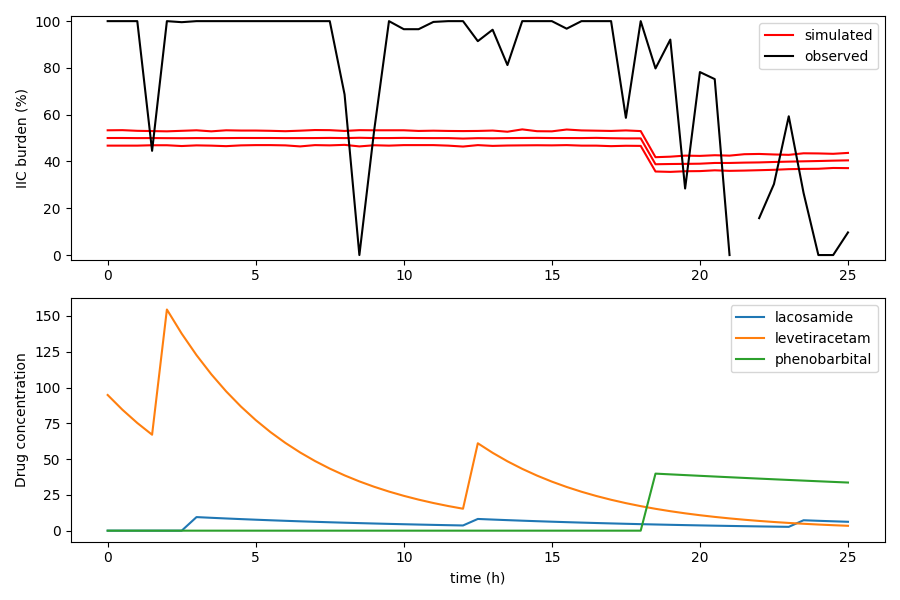 IIC burden (%)
100
80
60
40
20
0
simulated
observed
0 5 10 15 20 25
Drug concentration
150
125
100
75
50
25
0
lacosamide
levetiracetam
phenobarbital
0 5 10 15 20 25
time (h)